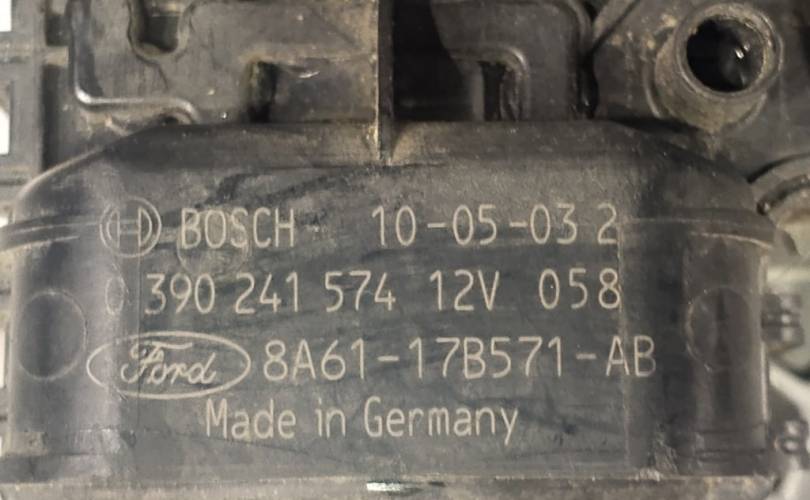 BOSCH 10-05-03 2
0 390 241 574 12V 058
Ford 8A61-17B571-AB
Made in Germany